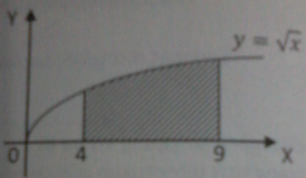 Y
y = √x
0 4 9 X